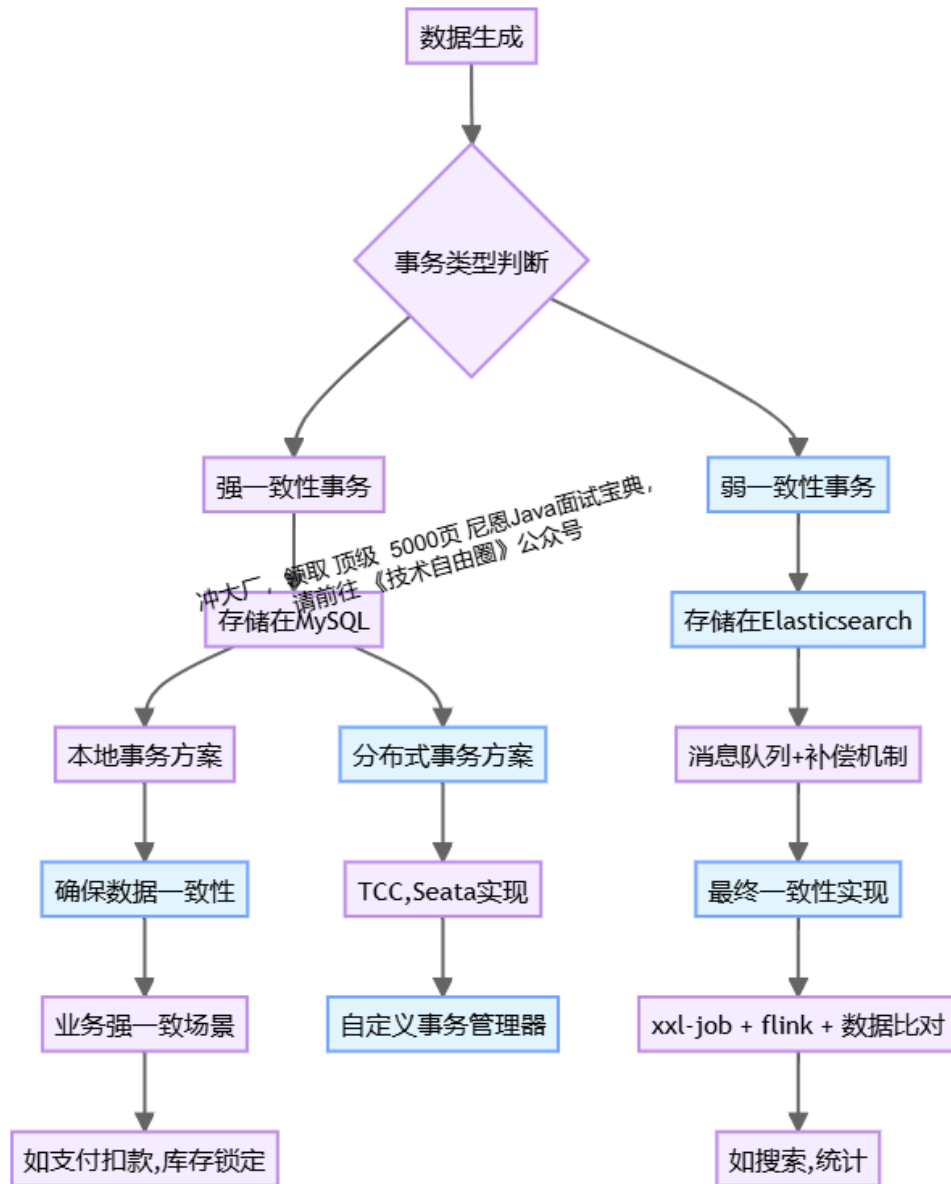 数据生成
事务类型判断
强一致性事务
弱一致性事务
冲大厂，领取 顶级 5000页 尼恩Java面试宝典，
请前往 《技术自由圈》公众号
存储在MySQL
存储在Elasticsearch
本地事务方案
分布式事务方案
消息队列+补偿机制
确保数据一致性
TCC,Seata实现
最终一致性实现
业务强一致场景
自定义事务管理器
xxl-job + flink + 数据比对
如支付扣款,库存锁定
如搜索,统计